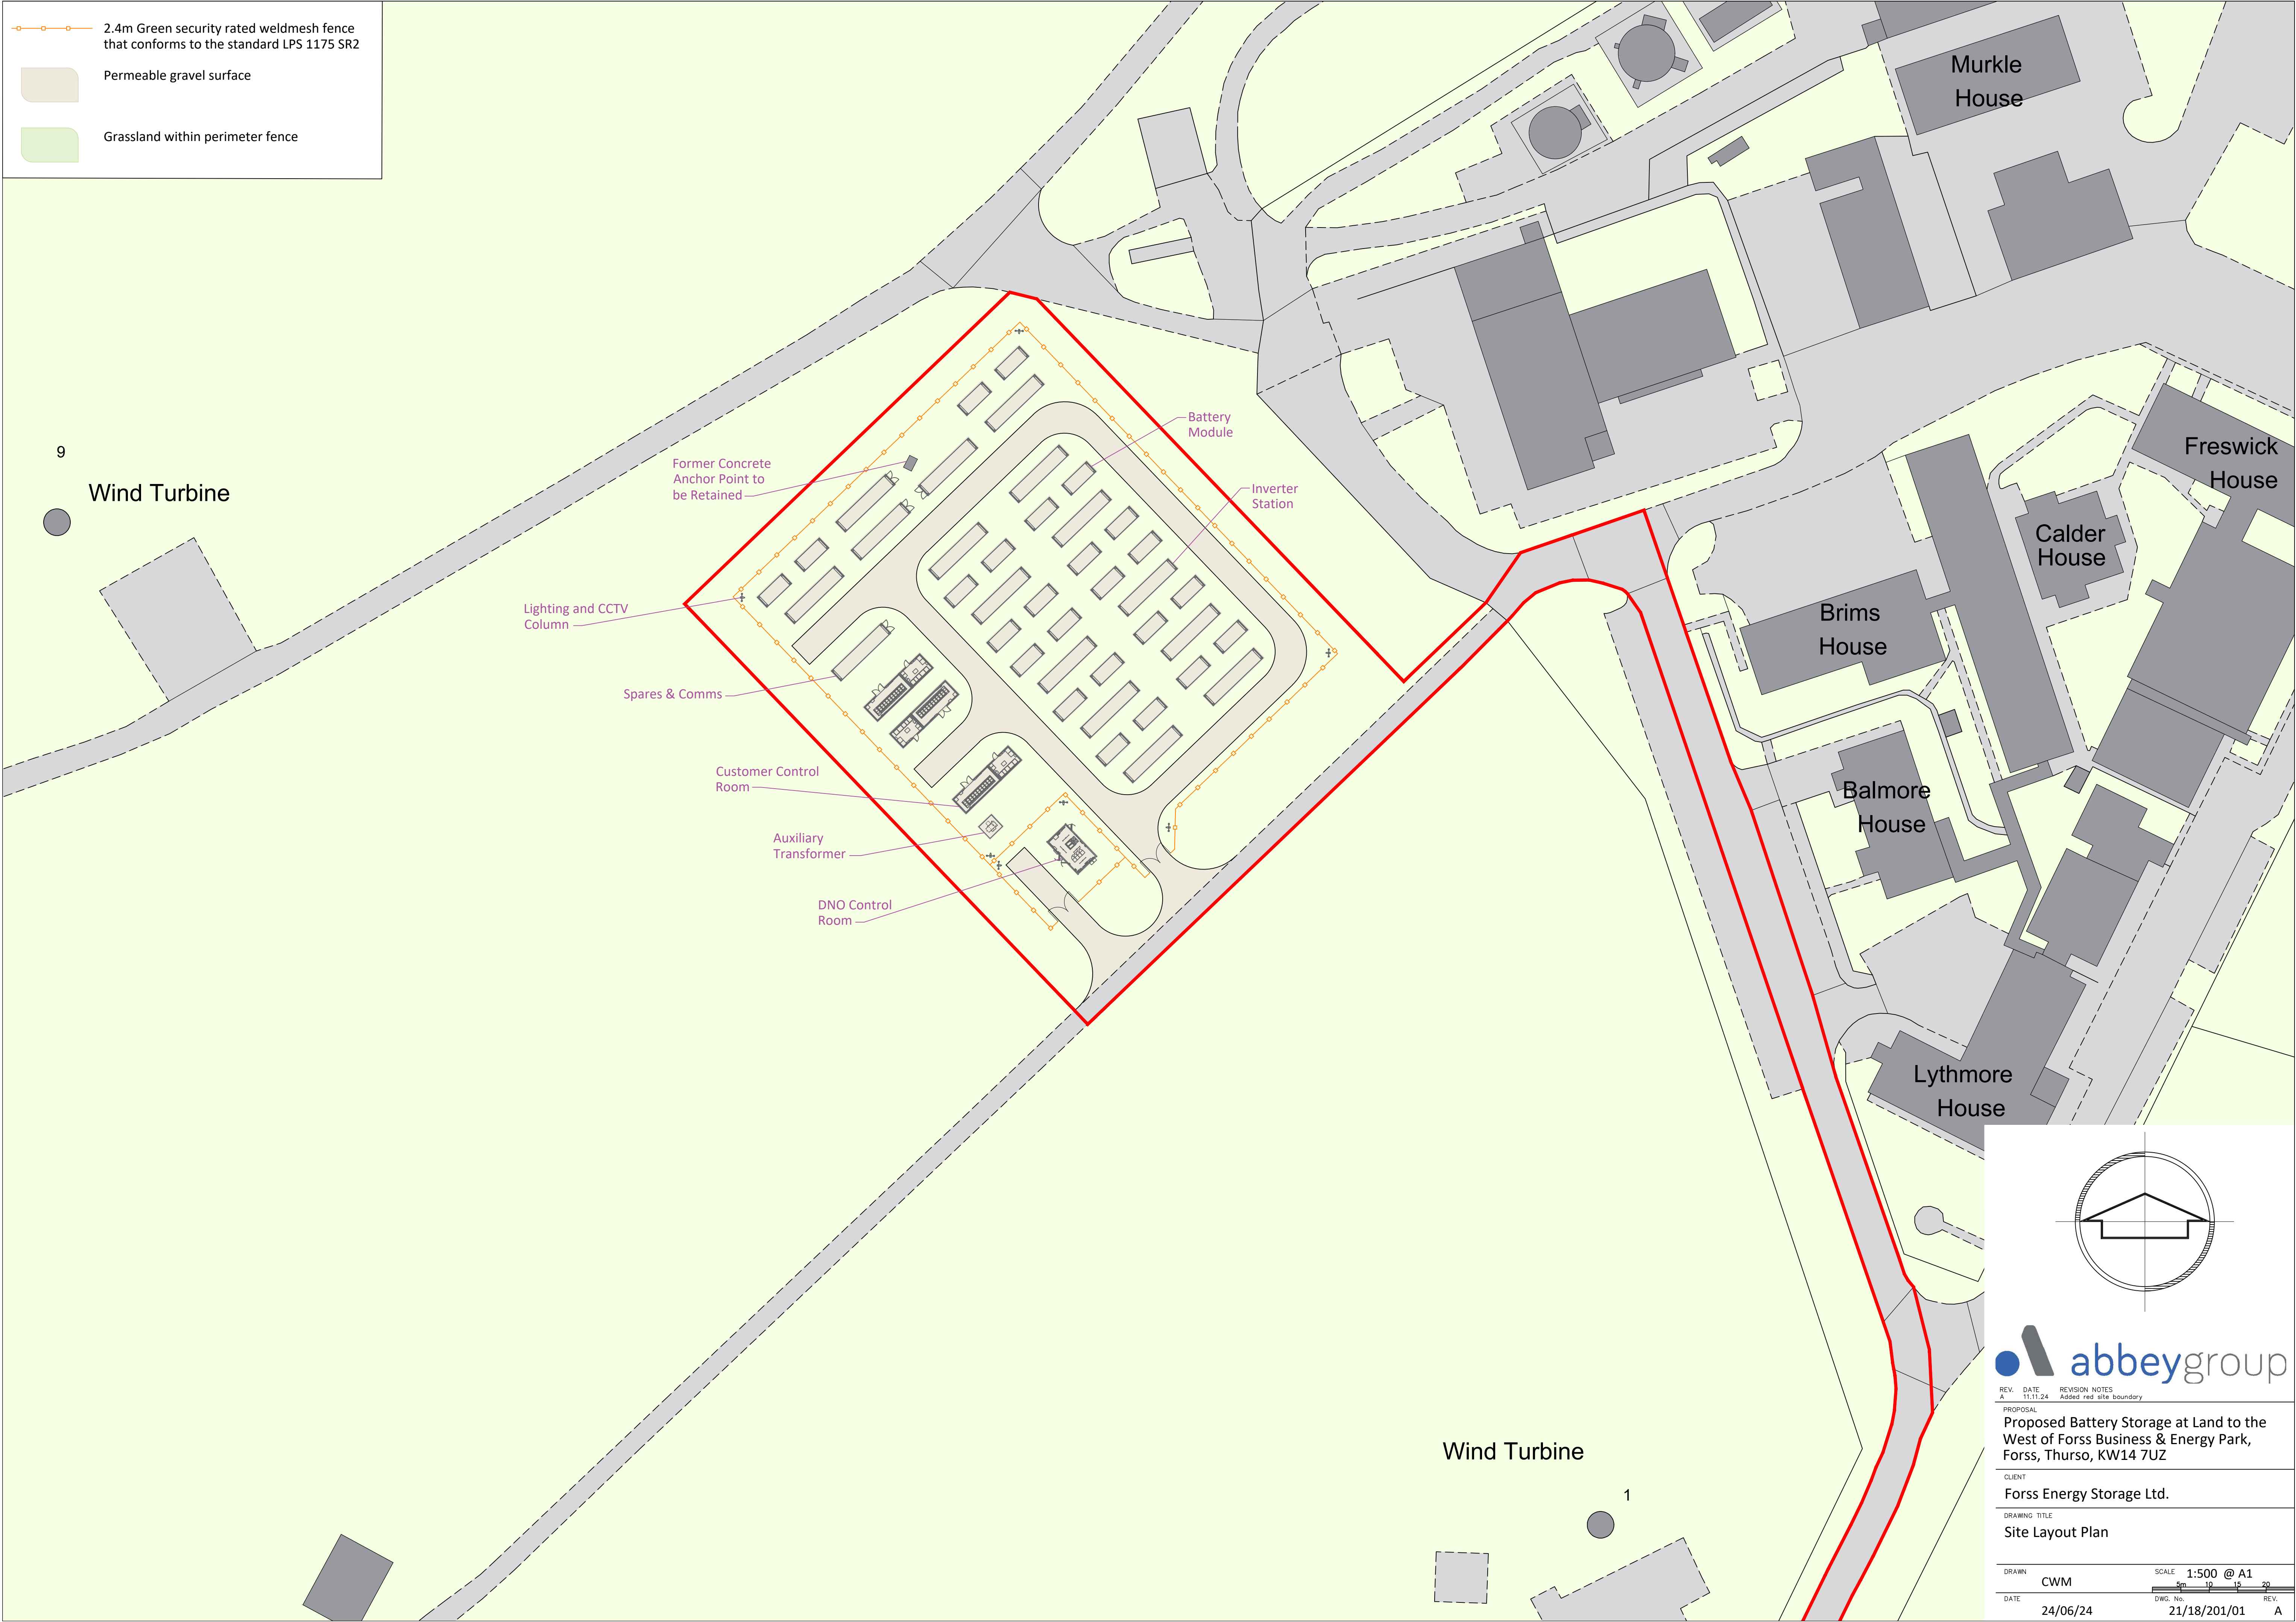 2.4m Green security rated weldmesh fence
that conforms to the standard LPS 1175 SR2
Permeable gravel surface
Grassland within perimeter fence
Murkle
House
9
Wind Turbine
Battery
Module
Former Concrete
Anchor Point to
be Retained
Inverter
Station
Freswick
House
Calder
House
Lighting and CCTV
Column
Brims
House
Spares & Comms
Customer Control
Room
Balmore
House
Auxiliary
Transformer
DNO Control
Room
Lythmore
House
Wind Turbine
1
abbeygroup
REV. DATE REVISION NOTES
A 11.11.24 Added red site boundary
PROPOSAL
Proposed Battery Storage at Land to the
West of Forss Business & Energy Park,
Forss, Thurso, KW14 7UZ
CLIENT
Forss Energy Storage Ltd.
DRAWING TITLE
Site Layout Plan
DRAWN
CWM
SCALE 1:500 @ A1
5m 10 15 20
DATE
24/06/24
DWG. No. REV.
21/18/201/01 A